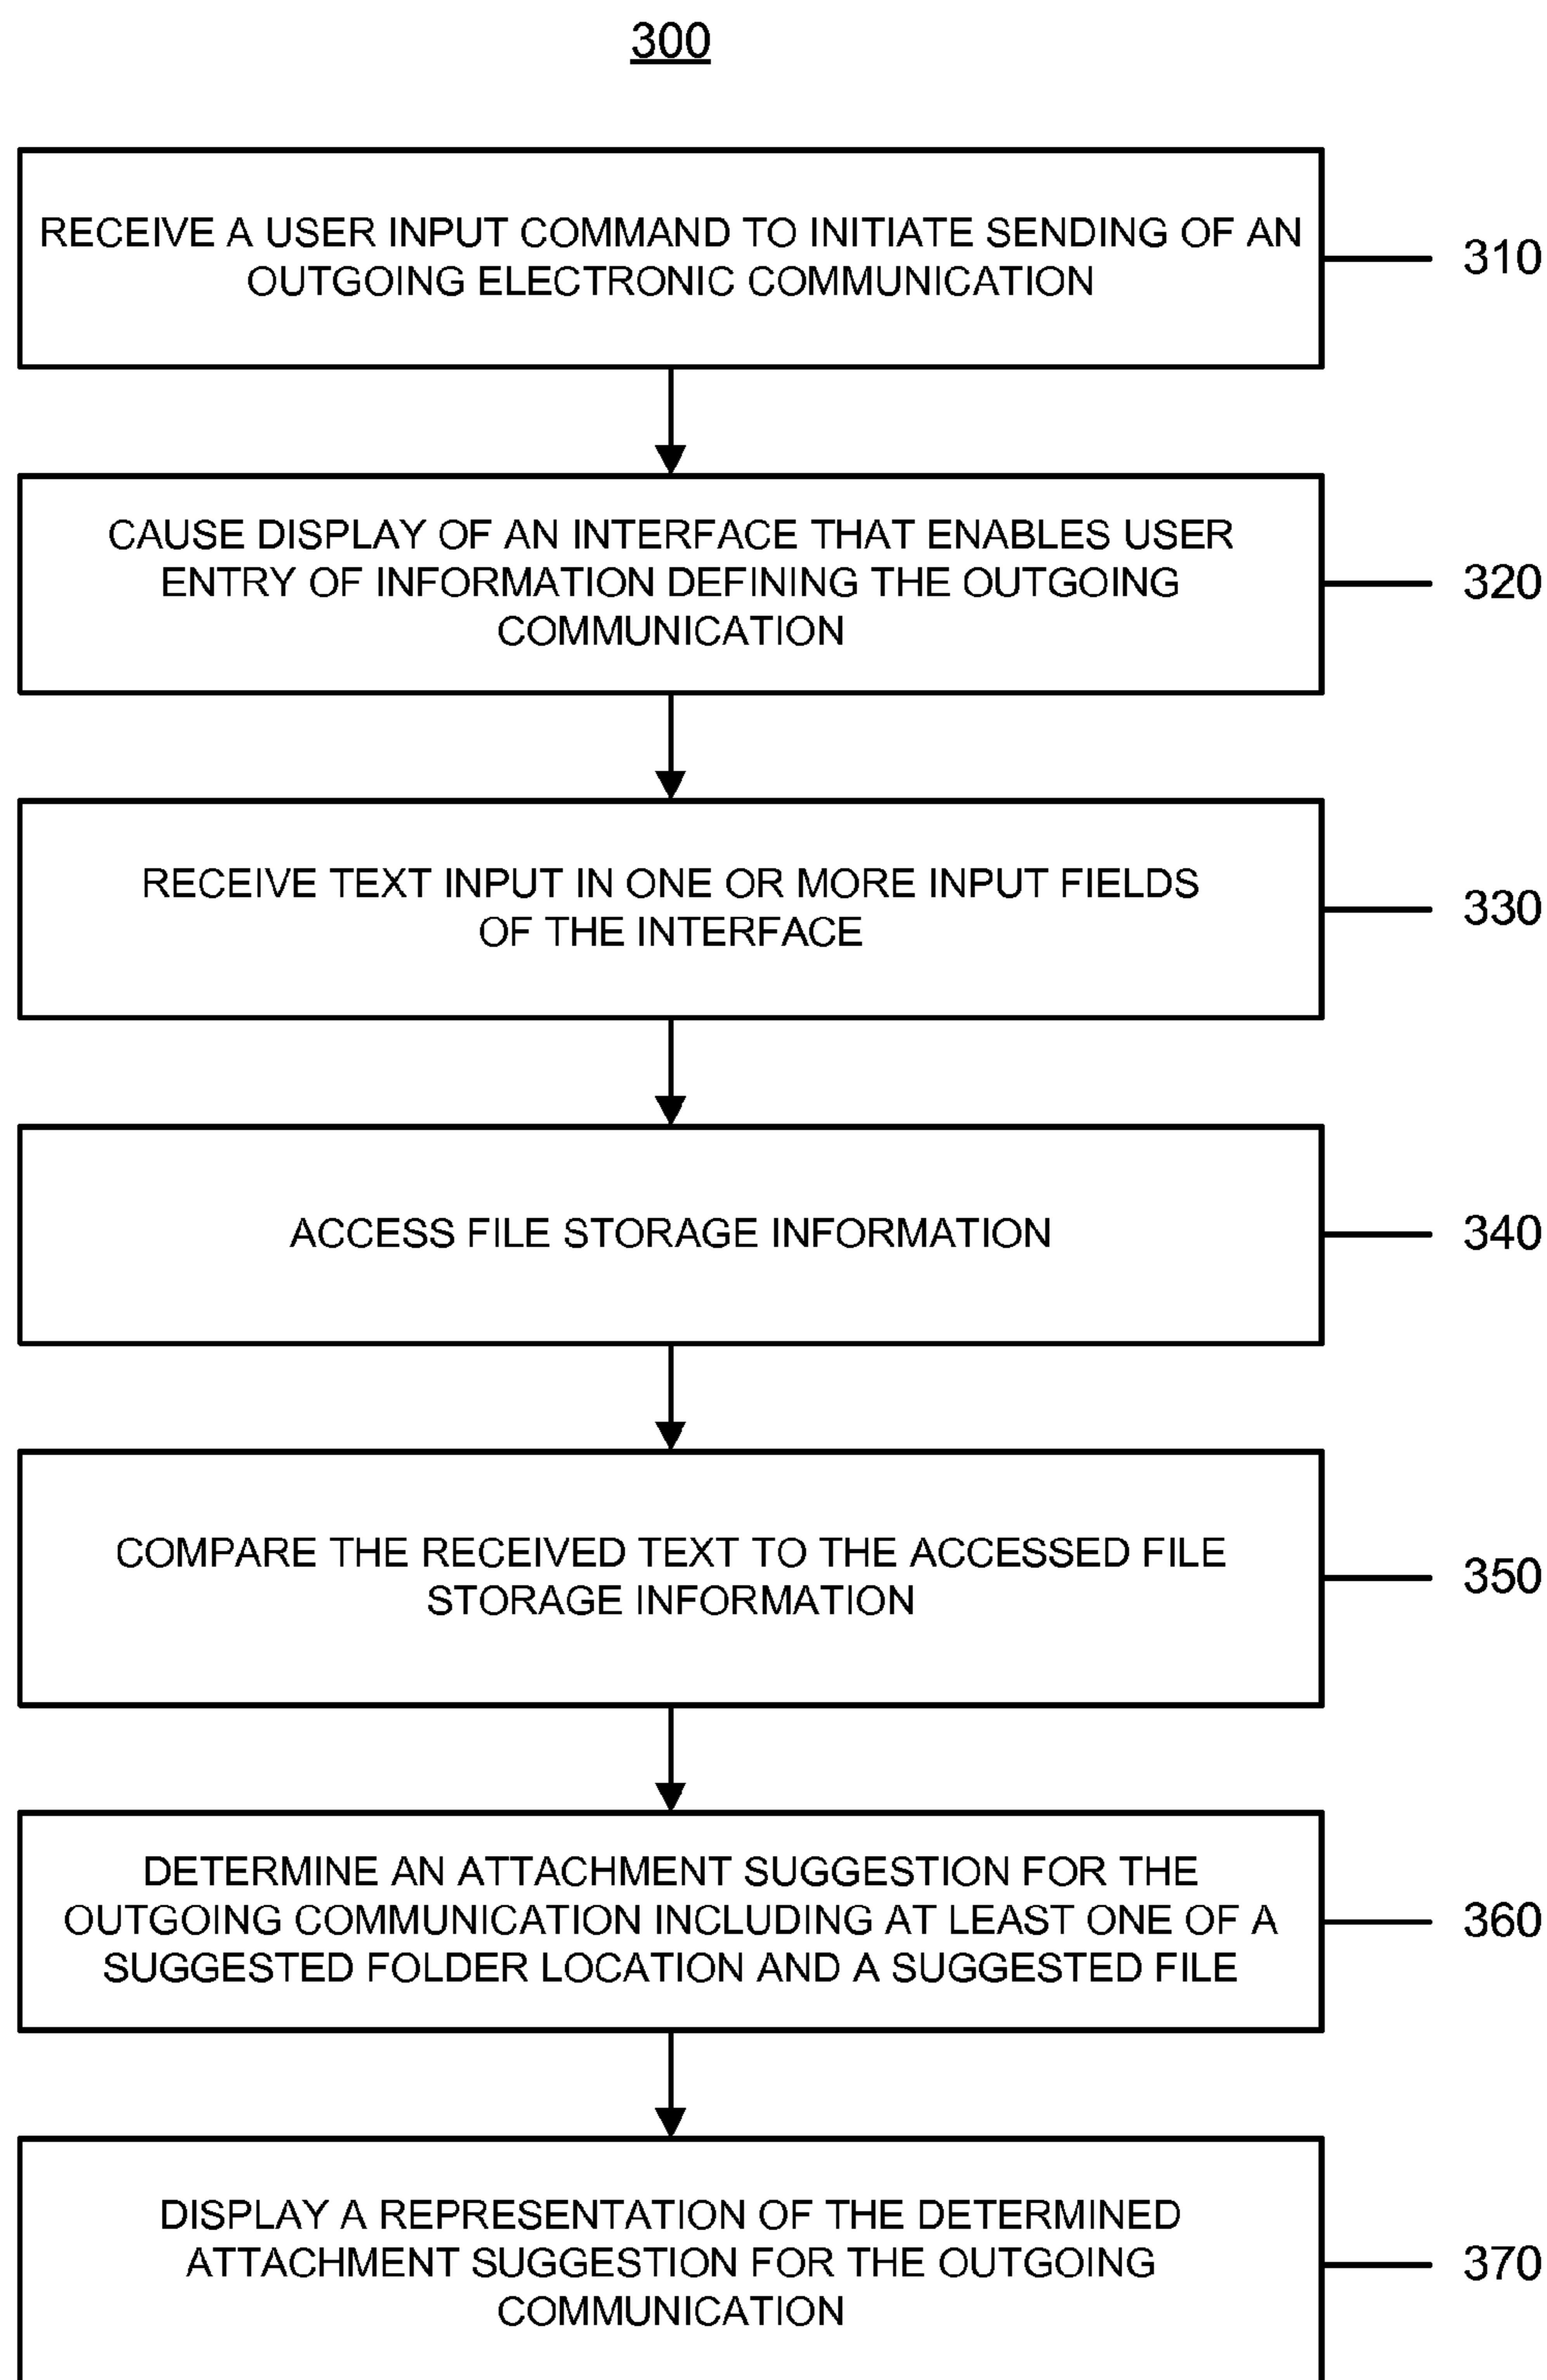 300
RECEIVE A USER INPUT COMMAND TO INITIATE SENDING OF AN
OUTGOING ELECTRONIC COMMUNICATION
310
CAUSE DISPLAY OF AN INTERFACE THAT ENABLES USER
ENTRY OF INFORMATION DEFINING THE OUTGOING
COMMUNICATION
320
RECEIVE TEXT INPUT IN ONE OR MORE INPUT FIELDS
OF THE INTERFACE
330
ACCESS FILE STORAGE INFORMATION
340
COMPARE THE RECEIVED TEXT TO THE ACCESSED FILE
STORAGE INFORMATION
350
DETERMINE AN ATTACHMENT SUGGESTION FOR THE
OUTGOING COMMUNICATION INCLUDING AT LEAST ONE OF A
SUGGESTED FOLDER LOCATION AND A SUGGESTED FILE
360
DISPLAY A REPRESENTATION OF THE DETERMINED
ATTACHMENT SUGGESTION FOR THE OUTGOING
COMMUNICATION
370